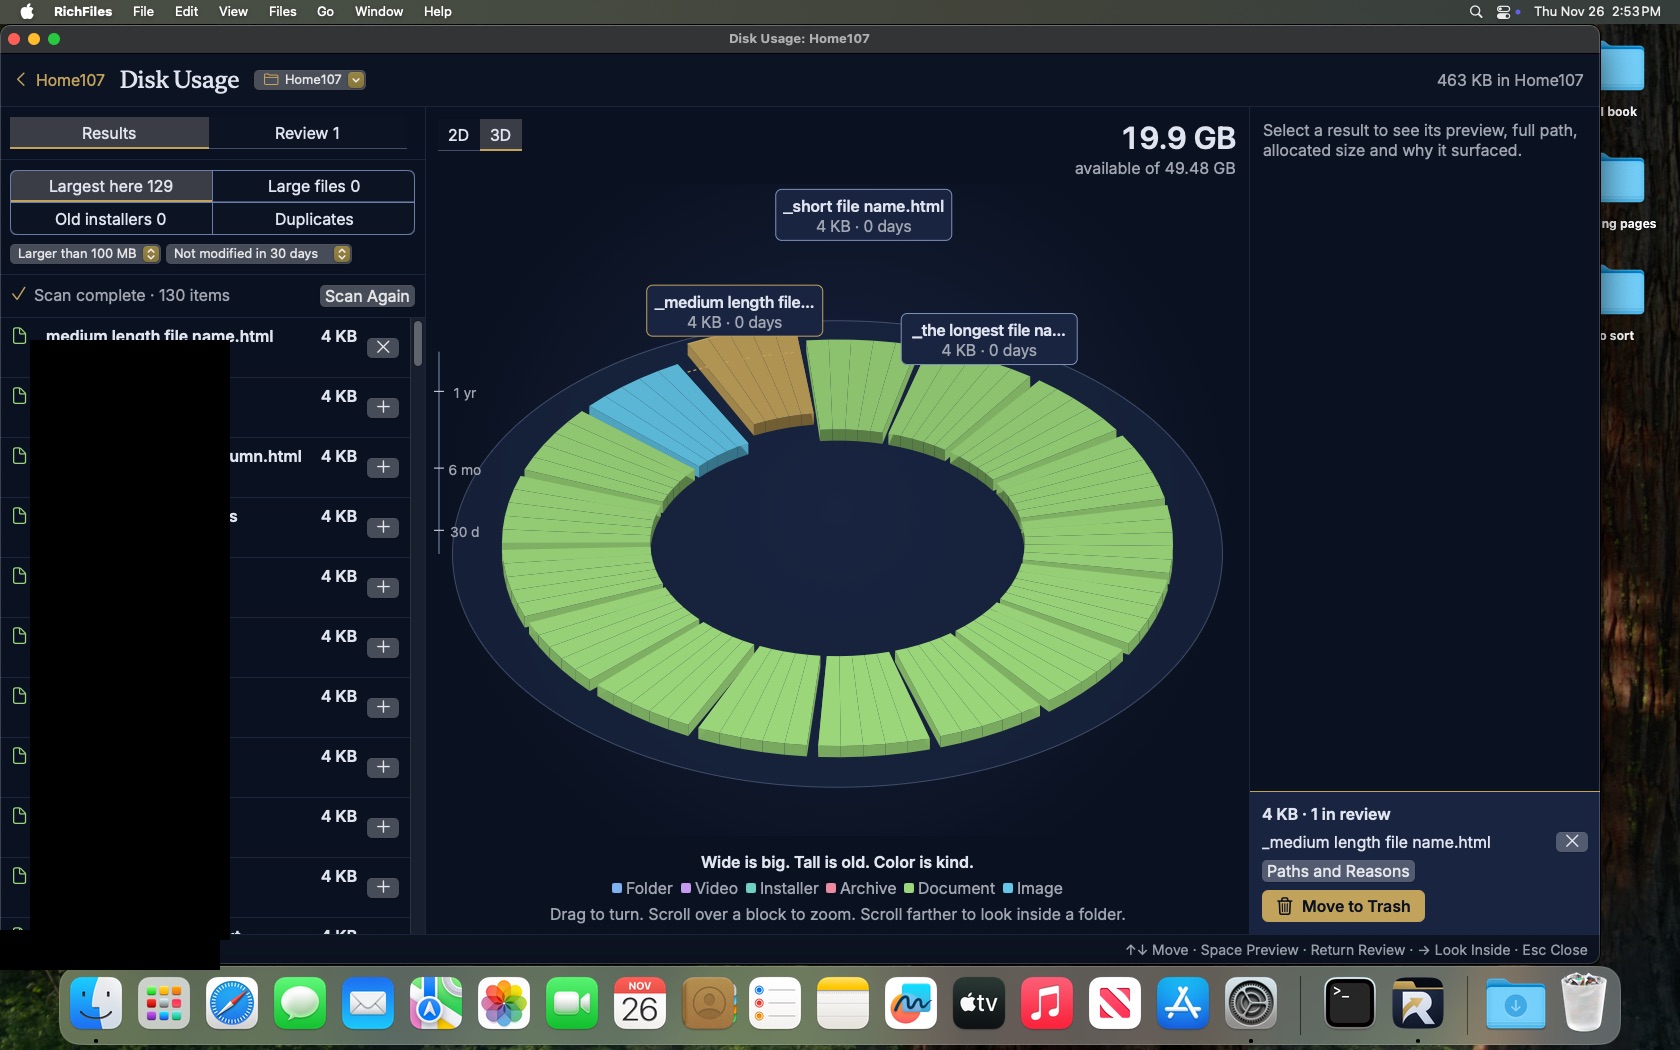 RichFiles File Edit View Files Go Window Help Thu Nov 26 2:53 PM
Disk Usage: Home107
Home107 Disk Usage Home107 463 KB in Home107
Results Review 1
Largest here 129 Large files 0
Old installers 0 Duplicates
Larger than 100 MB Not modified in 30 days
Scan complete · 130 items Scan Again
_medium length file name.html 4 KB
4 KB
umn.html 4 KB
s 4 KB
4 KB
4 KB
4 KB
4 KB
4 KB
4 KB
2D 3D
19.9 GB
available of 49.48 GB
_short file name.html
4 KB · 0 days
_medium length file...
4 KB · 0 days
_the longest file na...
4 KB · 0 days
1 yr
6 mo
30 d
Wide is big. Tall is old. Color is kind.
Folder Video Installer Archive Document Image
Drag to turn. Scroll over a block to zoom. Scroll farther to look inside a folder.
Select a result to see its preview, full path,
allocated size and why it surfaced.
4 KB · 1 in review
_medium length file name.html
Paths and Reasons
Move to Trash
↑↓ Move · Space Preview · Return Review · → Look Inside · Esc Close
book
ng pages
o sort
NOV
26
tv